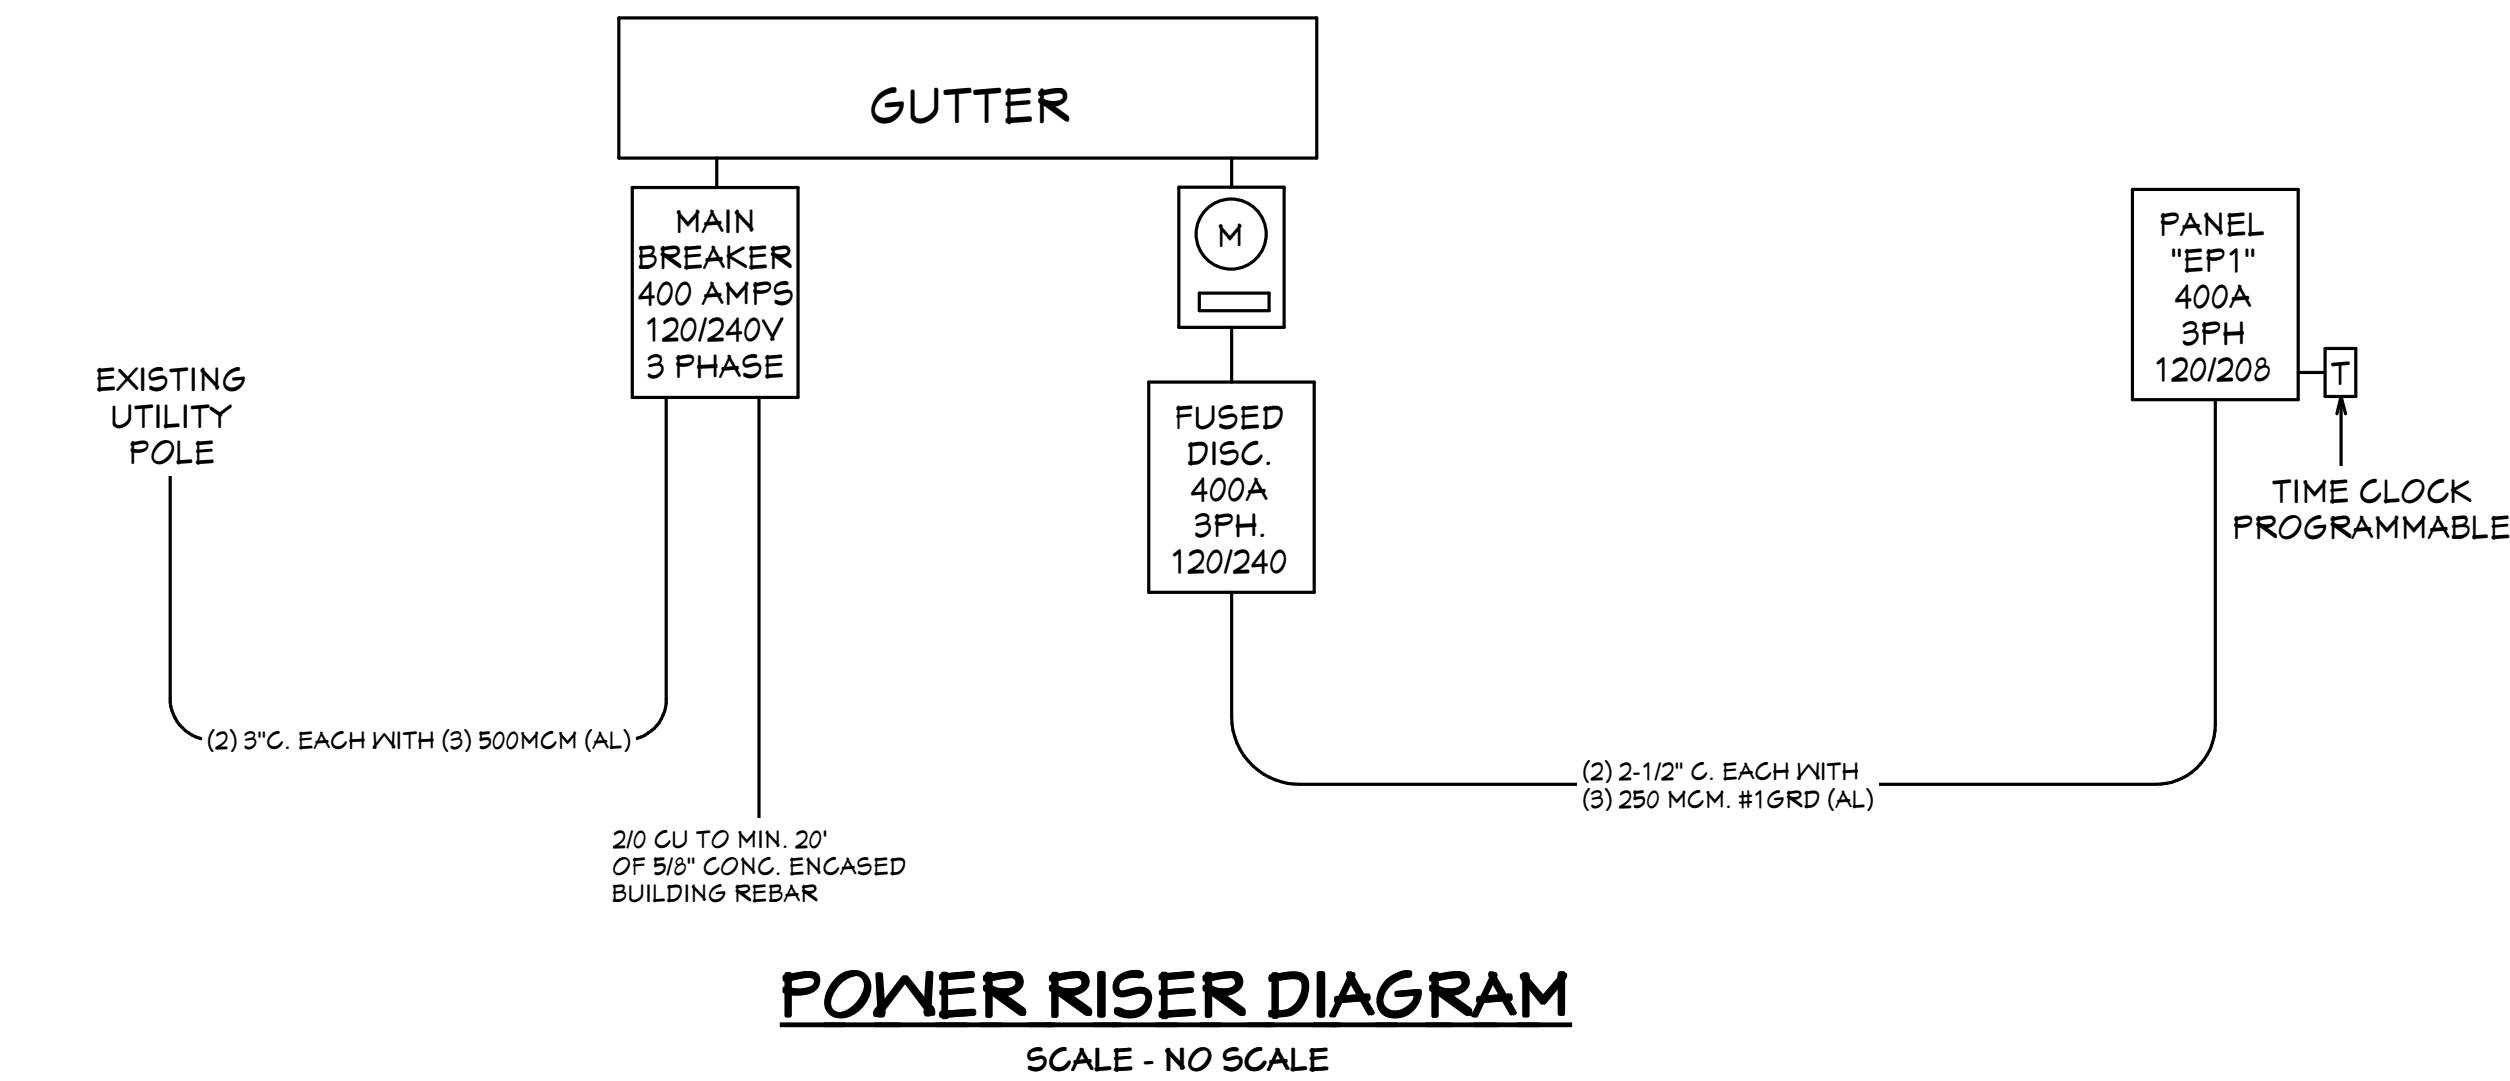 GUTTER
MAIN
BREAKER
400 AMPS
120/240V
3 PHASE
M
PANEL
"EP1"
400A
3PH
120/208
T
EXISTING
UTILITY
POLE
FUSED
DISC.
400A
3PH.
120/240
TIME CLOCK
PROGRAMMABLE
(2) 3"C. EACH WITH (3) 500MCM (AL)
(2) 2-1/2" C. EACH WITH
(3) 250 MCM. #1GRD (AL)
2/0 CU TO MIN. 20'
OF 5/8" CONC. ENCASED
BUILDING REBAR
POWER RISER DIAGRAM
SCALE - NO SCALE